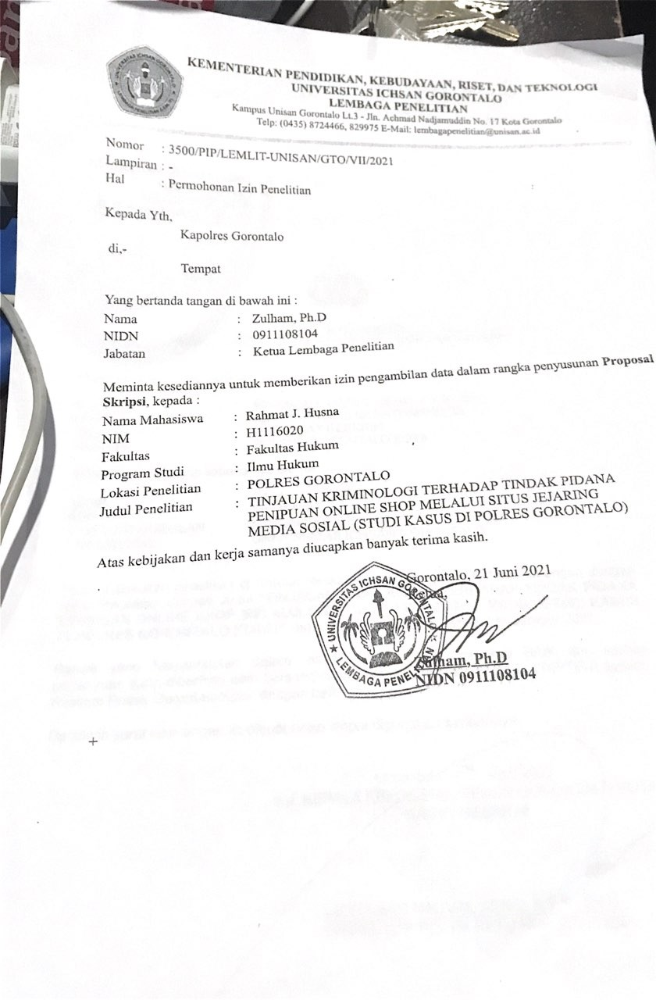 KEMENTERIAN PENDIDIKAN, KEBUDAYAAN, RISET, DAN TEKNOLOGI
UNIVERSITAS ICHSAN GORONTALO
LEMBAGA PENELITIAN
Kampus Unisan Gorontalo Lt.3 - Jln. Achmad Nadjamuddin No. 17 Kota Gorontalo
Telp: (0435) 8724466, 829975 E-Mail: lembagapenelitian@unisan.ac.id
Nomor : 3500/PIP/LEMLIT-UNISAN/GTO/VII/2021
Lampiran : -
Hal : Permohonan Izin Penelitian
Kepada Yth,
Kapolres Gorontalo
di,-
Tempat
Yang bertanda tangan di bawah ini :
Nama : Zulham, Ph.D
NIDN : 0911108104
Jabatan : Ketua Lembaga Penelitian
Meminta kesediannya untuk memberikan izin pengambilan data dalam rangka penyusunan Proposal
Skripsi, kepada :
Nama Mahasiswa : Rahmat J. Husna
NIM : H1116020
Fakultas : Fakultas Hukum
Program Studi : Ilmu Hukum
Lokasi Penelitian : POLRES GORONTALO
Judul Penelitian : TINJAUAN KRIMINOLOGI TERHADAP TINDAK PIDANA
PENIPUAN ONLINE SHOP MELALUI SITUS JEJARING
MEDIA SOSIAL (STUDI KASUS DI POLRES GORONTALO)
Atas kebijakan dan kerja samanya diucapkan banyak terima kasih.
Gorontalo, 21 Juni 2021
UNIVERSITAS ICHSAN GORONTALO
LEMBAGA PENELITIAN
Zulham, Ph.D
NIDN 0911108104